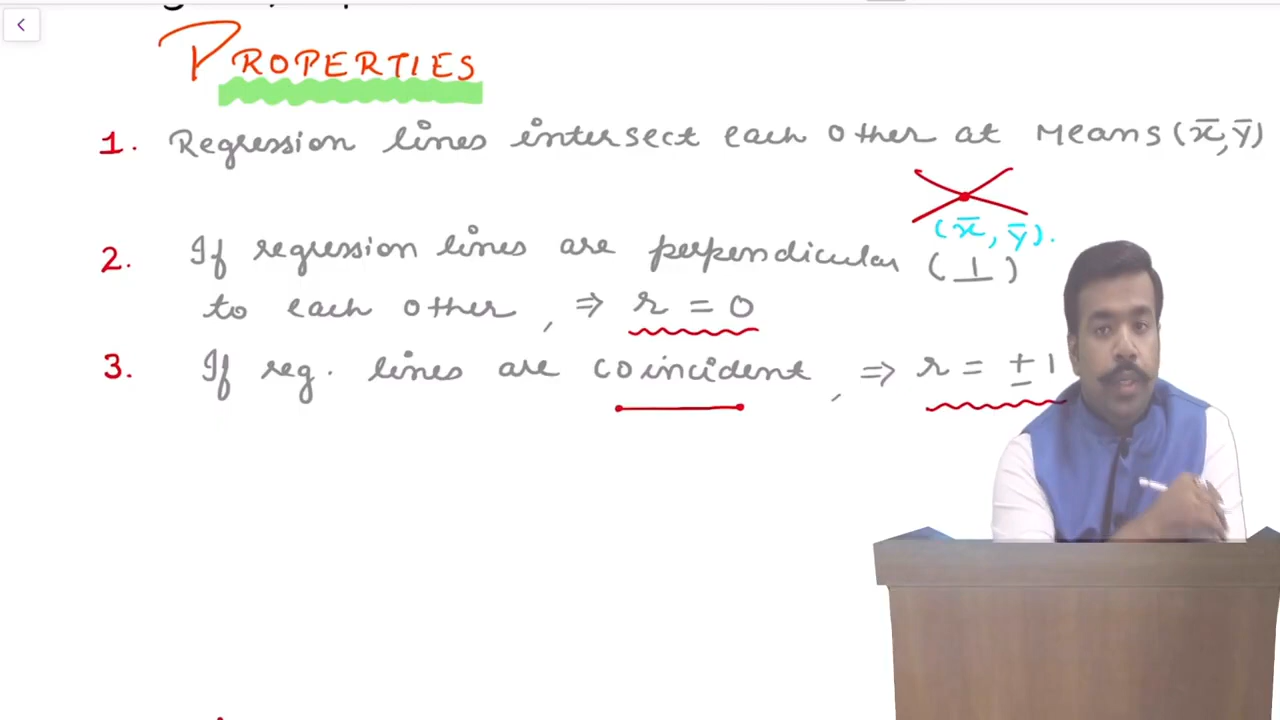 PROPERTIES
1. Regression lines intersect each other at Means (x̄, ȳ)
(x̄, ȳ).
2. If regression lines are perpendicular (⊥)
to each other, ⇒ r = 0
3. If reg. lines are coincident, ⇒ r = ±1